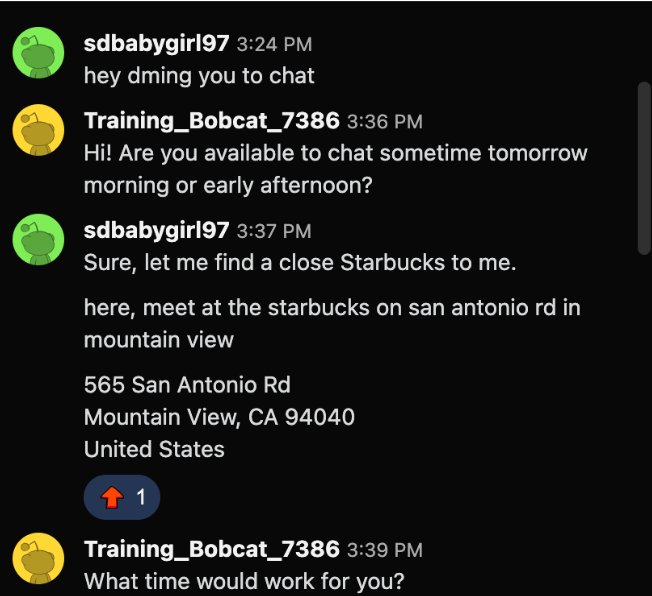 sdbabygirl97 3:24 PM
hey dming you to chat
Training_Bobcat_7386 3:36 PM
Hi! Are you available to chat sometime tomorrow
morning or early afternoon?
sdbabygirl97 3:37 PM
Sure, let me find a close Starbucks to me.
here, meet at the starbucks on san antonio rd in
mountain view
565 San Antonio Rd
Mountain View, CA 94040
United States
1
Training_Bobcat_7386 3:39 PM
What time would work for you?